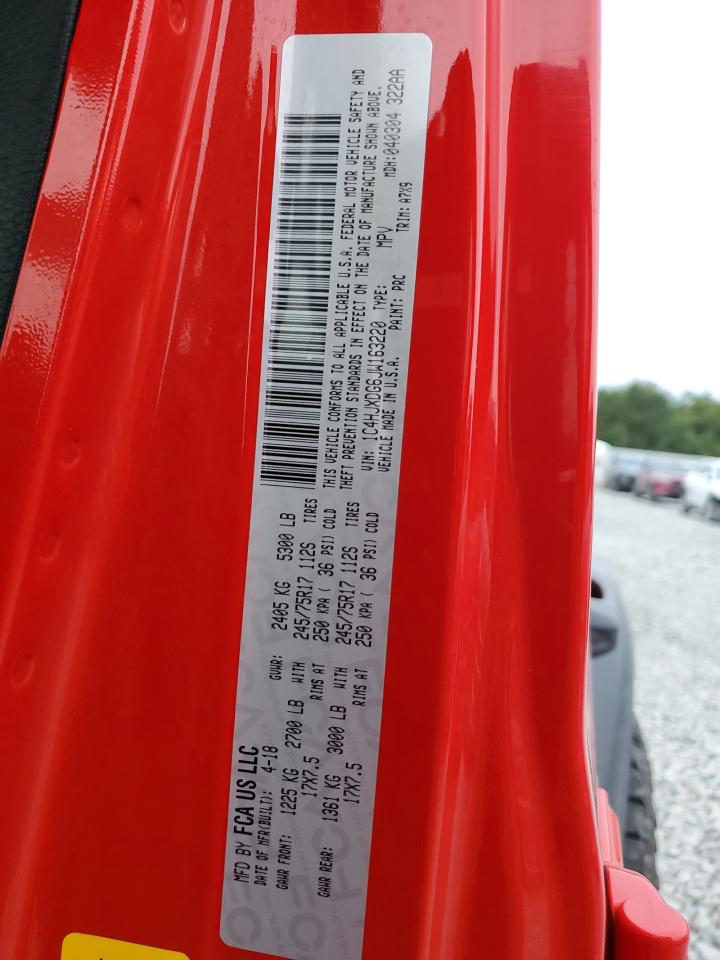 MFD BY FCA US LLC
DATE OF MFR(BUILT): 4-18 GVWR: 2405 KG 5300 LB
GAWR FRONT: 1225 KG 2700 LB WITH 245/75R17 112S TIRES
17X7.5 RIMS AT 250 KPA ( 36 PSI) COLD
GAWR REAR: 1361 KG 3000 LB WITH 245/75R17 112S TIRES
17X7.5 RIMS AT 250 KPA ( 36 PSI) COLD
THIS VEHICLE CONFORMS TO ALL APPLICABLE U.S.A. FEDERAL MOTOR VEHICLE SAFETY AND
THEFT PREVENTION STANDARDS IN EFFECT ON THE DATE OF MANUFACTURE SHOWN ABOVE.
VIN: 1C4HJXDG6JW163220 TYPE: MPV MDH:040304 322AA
VEHICLE MADE IN U.S.A. PAINT: PRC TRIM: A7X9